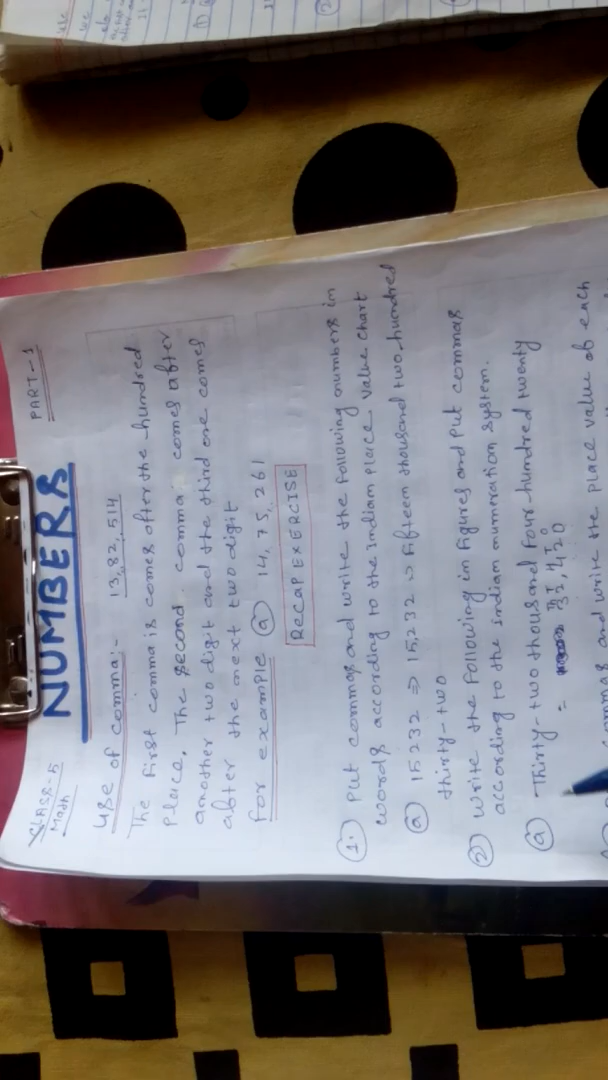 CLASS-5
Math
NUMBERS
PART-1
use of comma:- 13,82,514
The first comma is comes after the hundred
place. The second comma comes after
another two digit and the third one comes
after the next two digit
for example ⓐ 14,75,261
RECAP EXERCISE
①. Put commas and write the following numbers in
words according to the Indian place value chart
ⓐ 15232 ⇒ 15,232 → fifteen thousand two hundred
thirty-two
② Write the following in figures and put commas
according to the Indian numeration system.
ⓐ Thirty-two thousand four hundred twenty
= 32,420
commas and write the place value of each